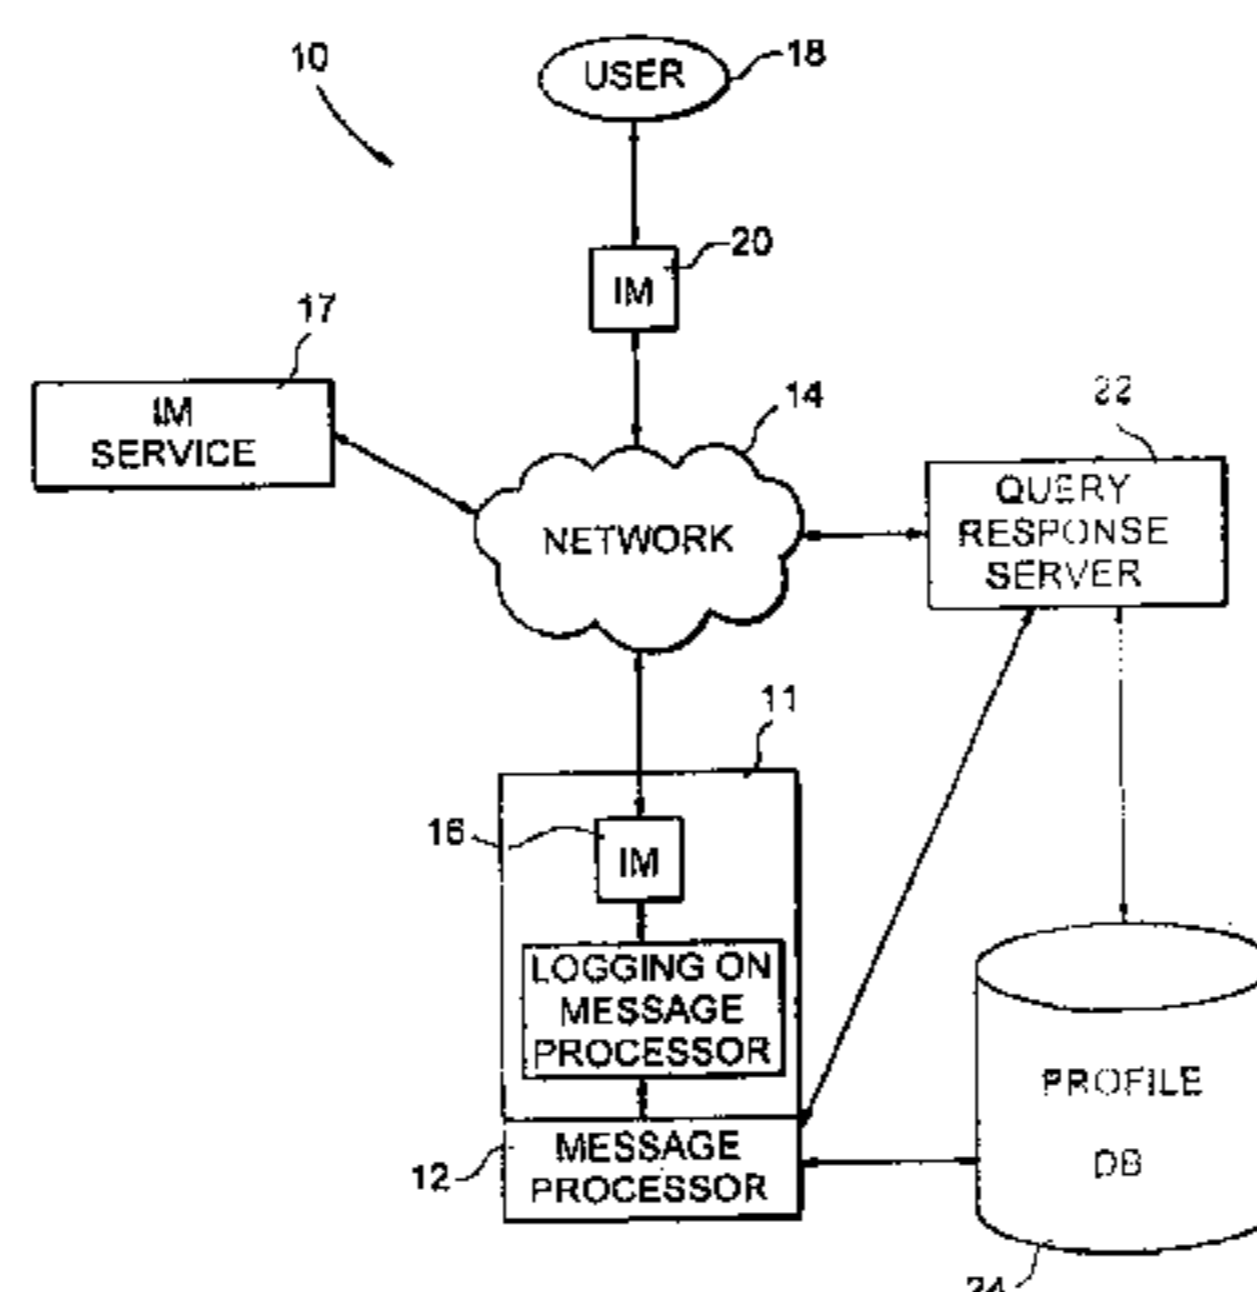 10
USER
18
20
IM
17
IM
SERVICE
14
NETWORK
22
QUERY
RESPONSE
SERVER
11
16
IM
LOGGING ON
MESSAGE
PROCESSOR
12
MESSAGE
PROCESSOR
PROFILE
DB
24